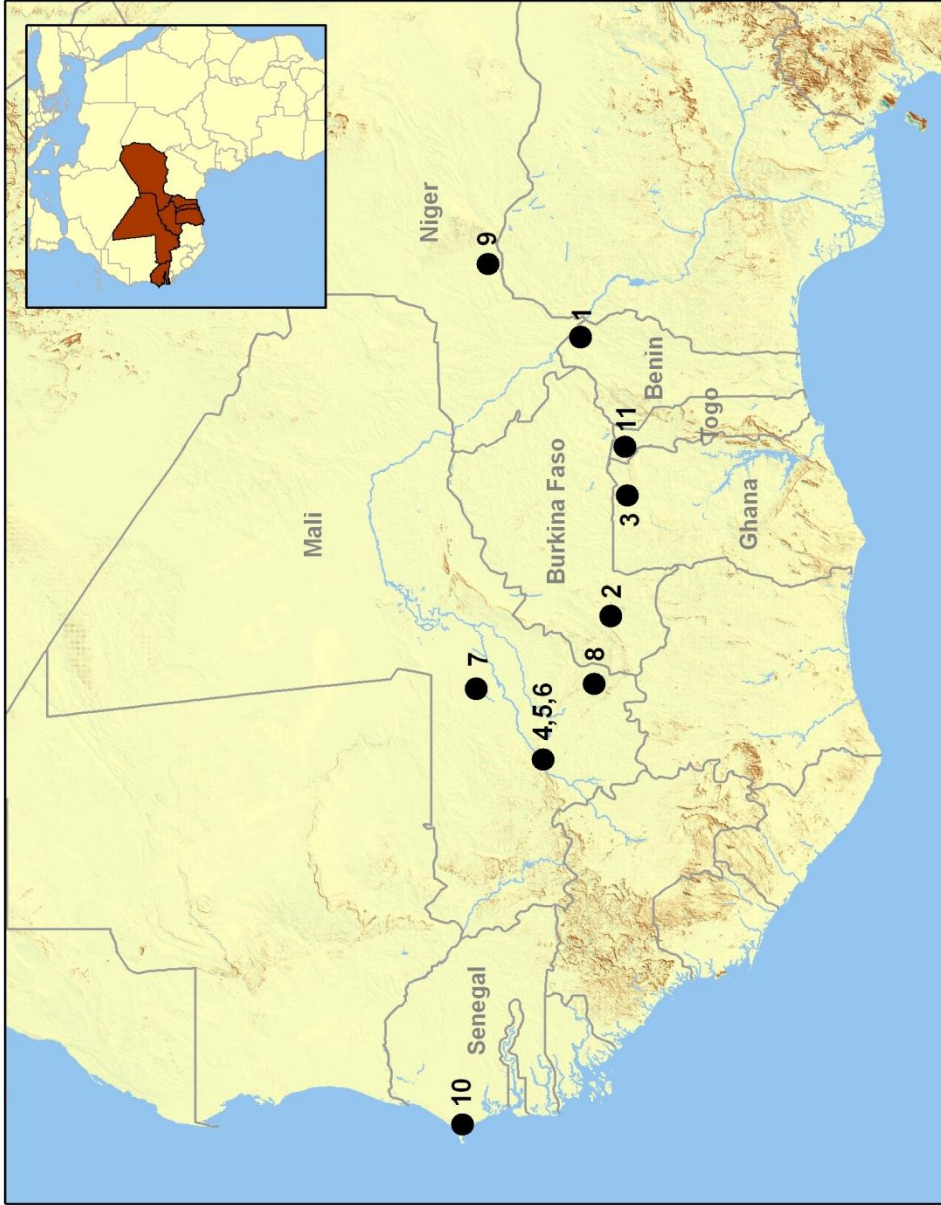 Mali
Niger
Senegal
Burkina Faso
Benin
Togo
Ghana
10
7
9
4,5,6
1
8
2
3
11